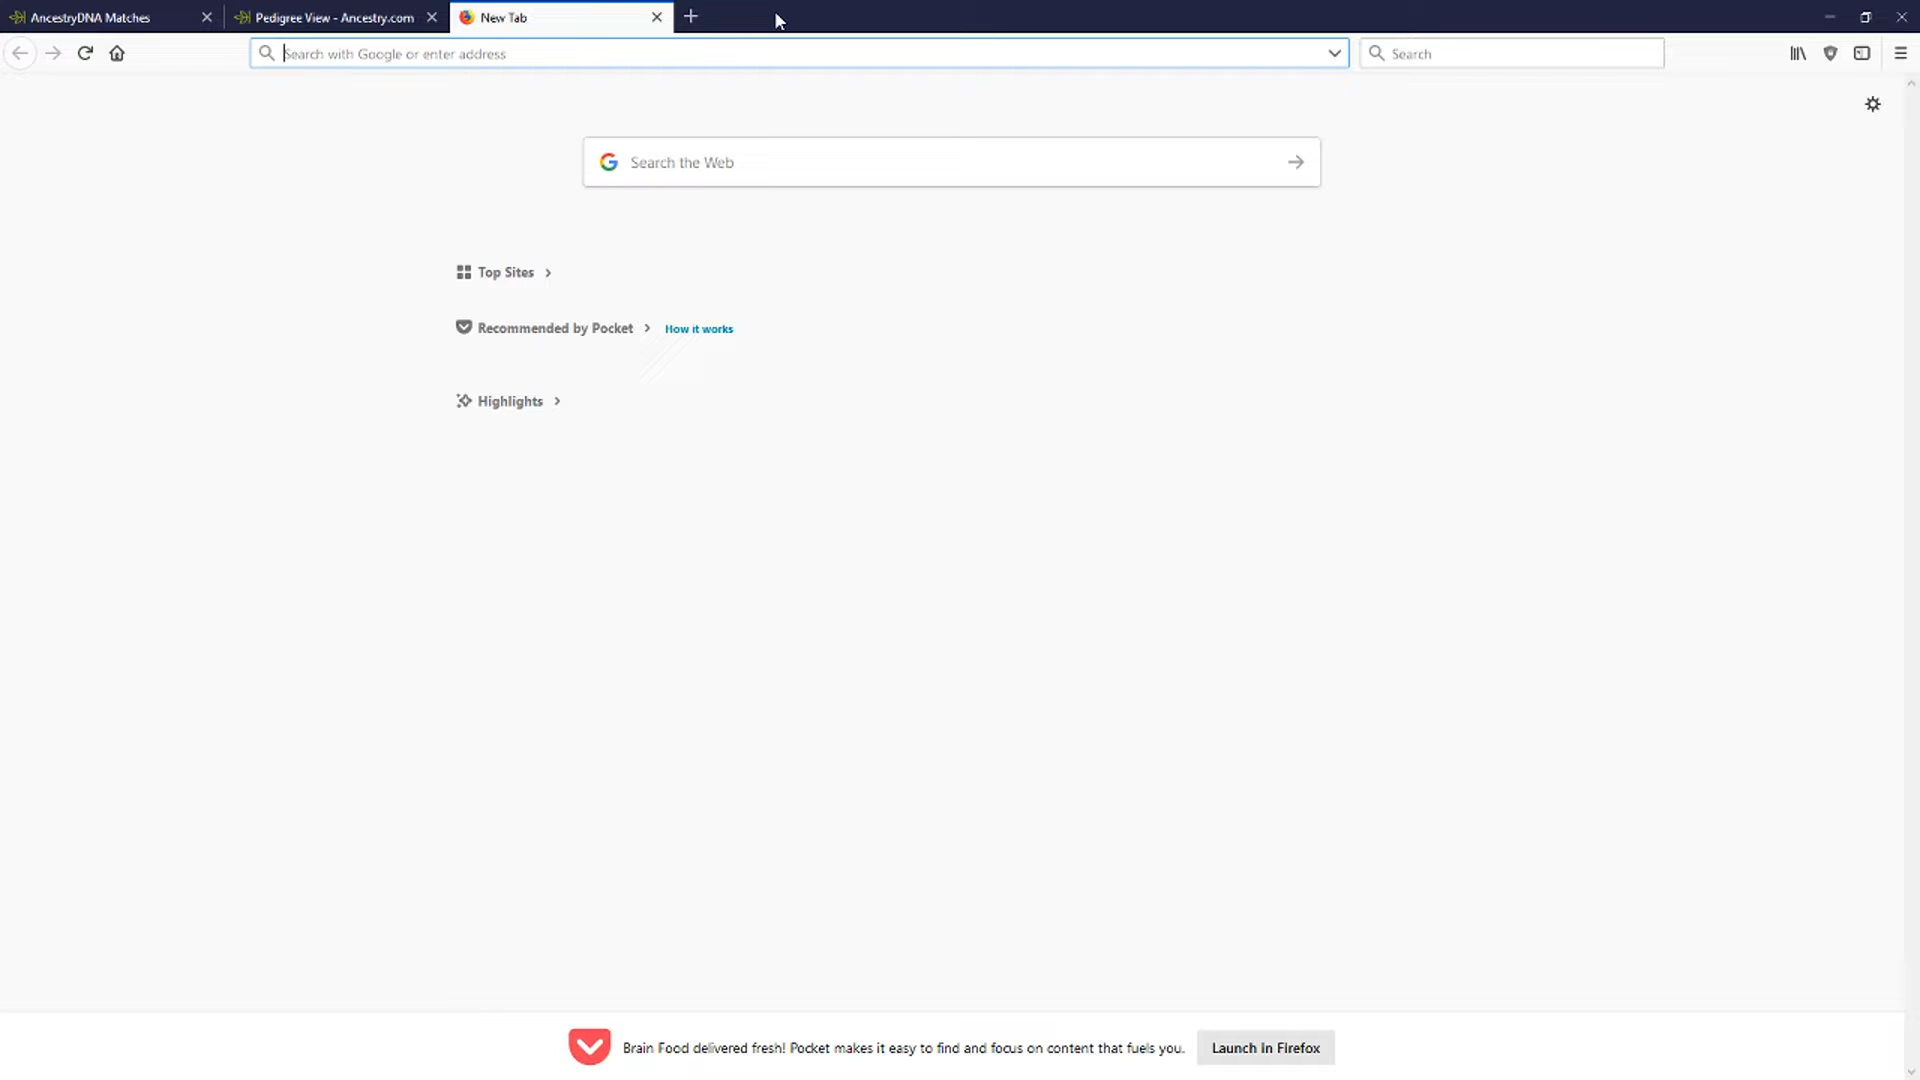 AncestryDNA Matches
Pedigree View - Ancestry.com
New Tab
Search with Google or enter address
Search
Search the Web
Top Sites
Recommended by Pocket
How it works
Highlights
Brain Food delivered fresh! Pocket makes it easy to find and focus on content that fuels you.
Launch in Firefox